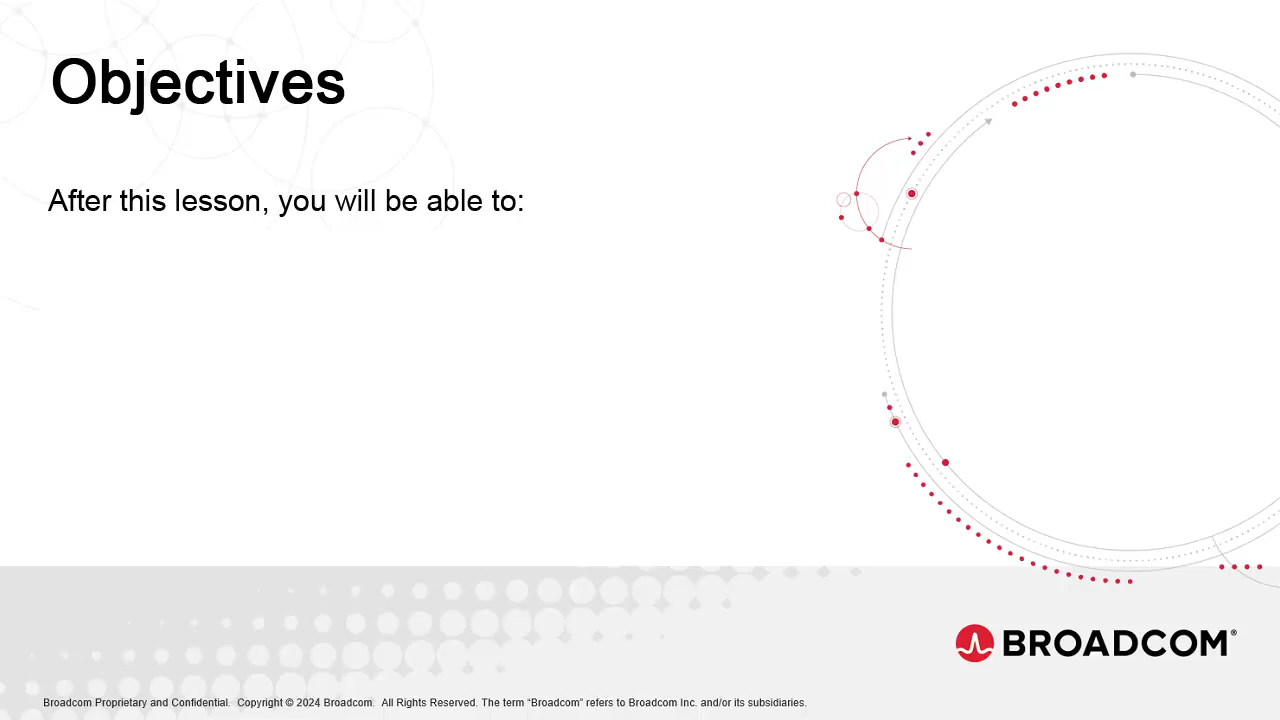 Objectives
After this lesson, you will be able to:
BROADCOM®
Broadcom Proprietary and Confidential. Copyright © 2024 Broadcom. All Rights Reserved. The term “Broadcom” refers to Broadcom Inc. and/or its subsidiaries.